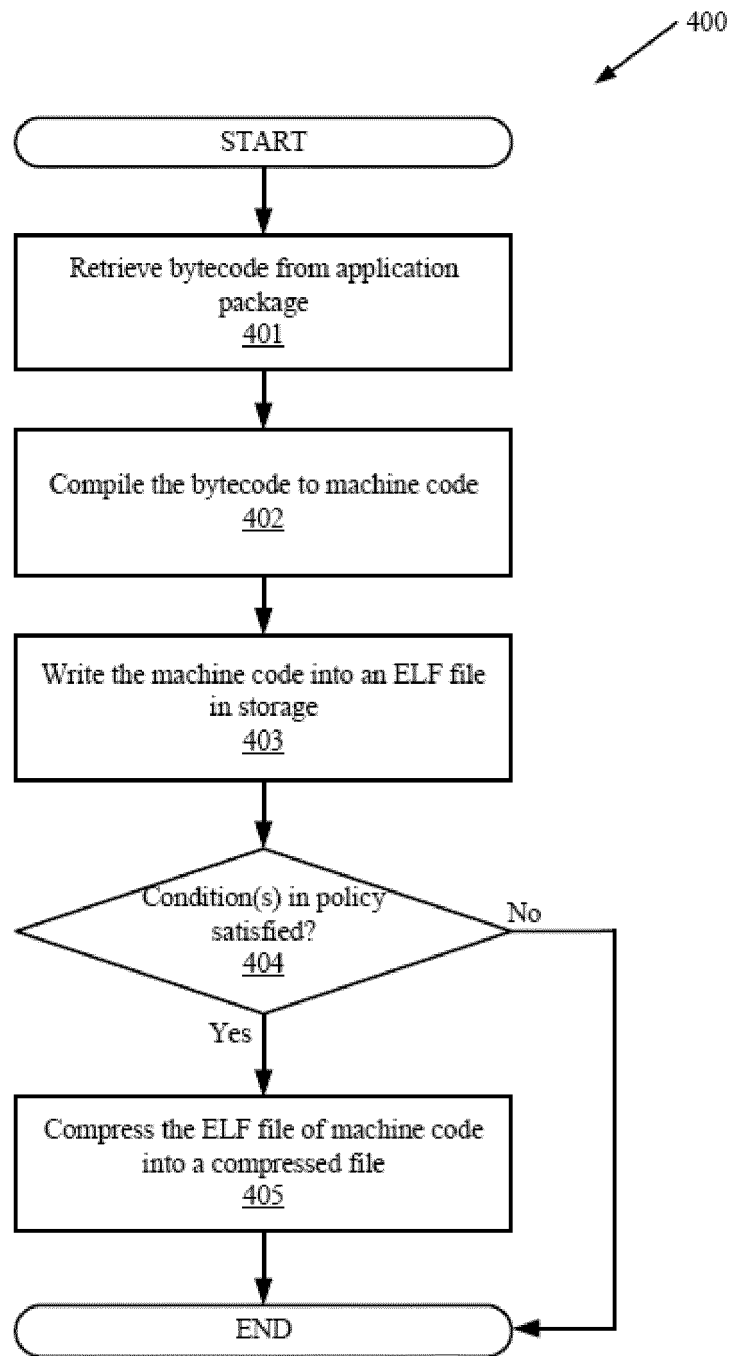 400
START
Retrieve bytecode from application
package
401
Compile the bytecode to machine code
402
Write the machine code into an ELF file
in storage
403
Condition(s) in policy
satisfied?
404
No
Yes
Compress the ELF file of machine code
into a compressed file
405
END